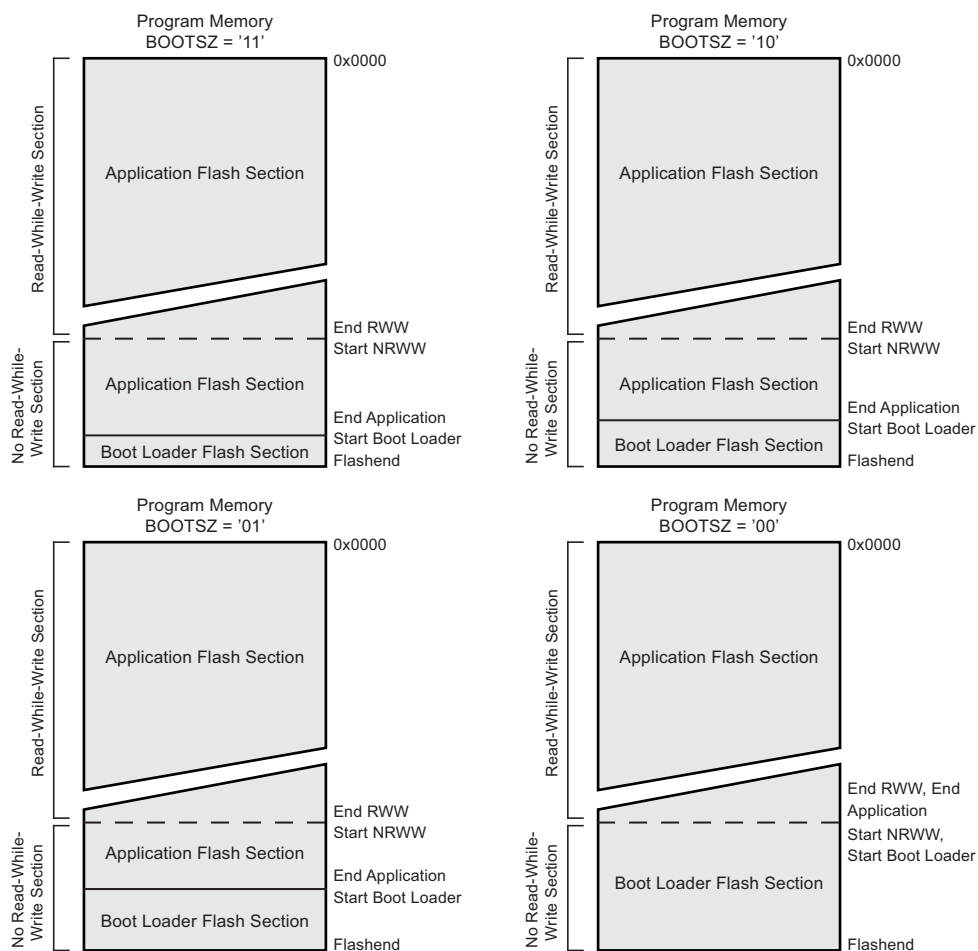 Program Memory
BOOTSZ = '11'
0x0000
Read-While-Write Section
Application Flash Section
End RWW
Start NRWW
No Read-While-
Write Section
Application Flash Section
End Application
Start Boot Loader
Boot Loader Flash Section
Flashend
Program Memory
BOOTSZ = '10'
0x0000
Read-While-Write Section
Application Flash Section
End RWW
Start NRWW
No Read-While-
Write Section
Application Flash Section
End Application
Start Boot Loader
Boot Loader Flash Section
Flashend
Program Memory
BOOTSZ = '01'
0x0000
Read-While-Write Section
Application Flash Section
End RWW
Start NRWW
No Read-While-
Write Section
Application Flash Section
End Application
Start Boot Loader
Boot Loader Flash Section
Flashend
Program Memory
BOOTSZ = '00'
0x0000
Read-While-Write Section
Application Flash Section
End RWW, End
Application
Start NRWW,
Start Boot Loader
No Read-While-
Write Section
Boot Loader Flash Section
Flashend